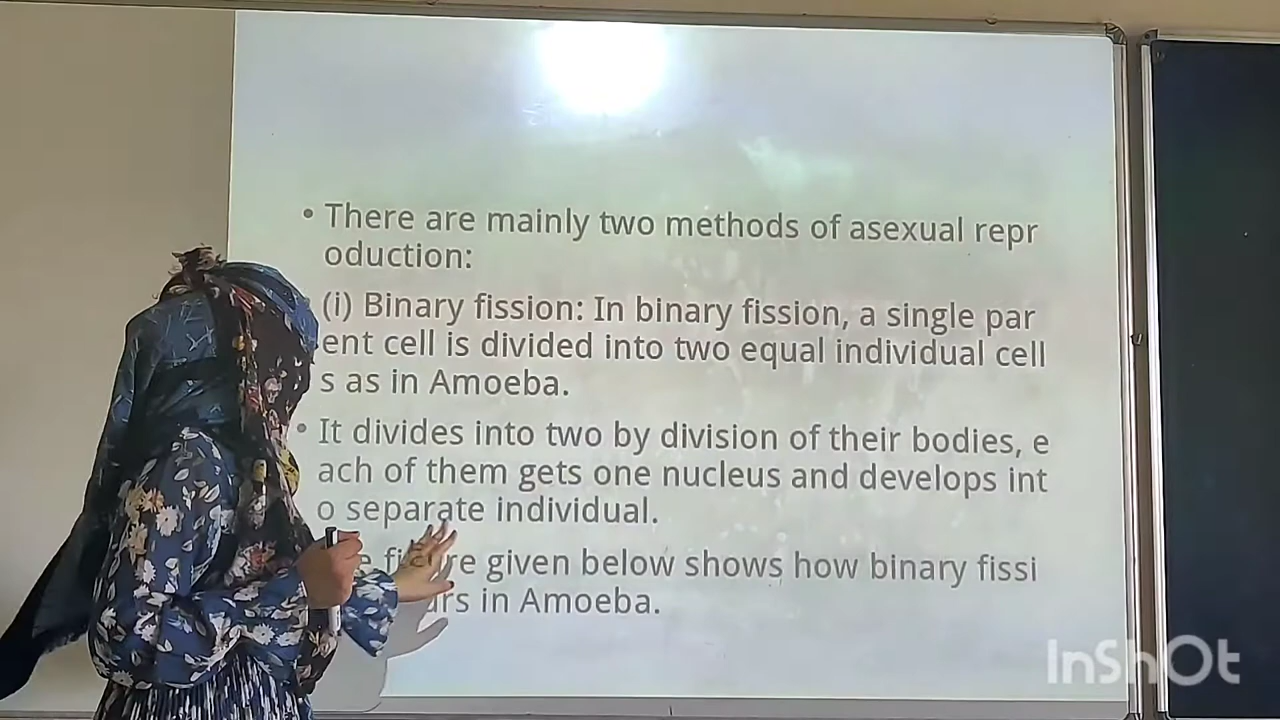 • There are mainly two methods of asexual repr
oduction:
(i) Binary fission: In binary fission, a single par
ent cell is divided into two equal individual cell
s as in Amoeba.
• It divides into two by division of their bodies, e
ach of them gets one nucleus and develops int
o separate individual.
given below shows how binary fissi
in Amoeba.
InShOt